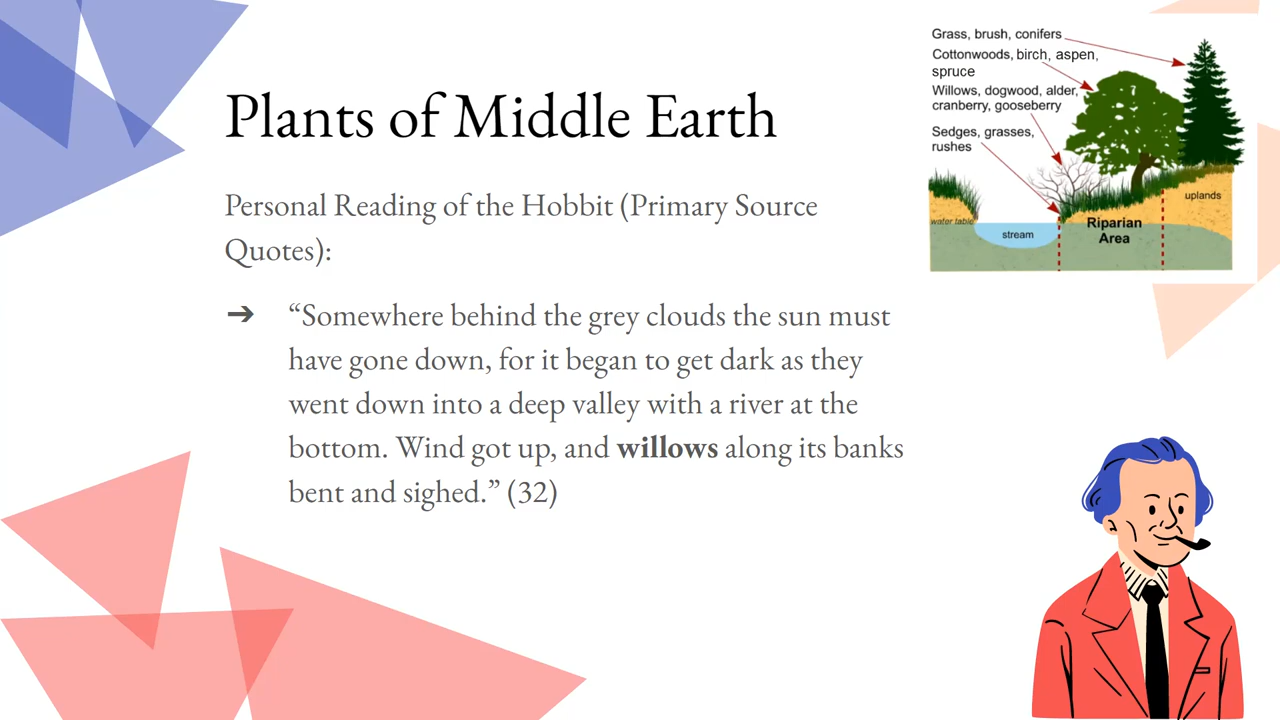 Plants of Middle Earth
Personal Reading of the Hobbit (Primary Source
Quotes):
➔ “Somewhere behind the grey clouds the sun must
have gone down, for it began to get dark as they
went down into a deep valley with a river at the
bottom. Wind got up, and willows along its banks
bent and sighed.” (32)
Grass, brush, conifers
Cottonwoods, birch, aspen,
spruce
Willows, dogwood, alder,
cranberry, gooseberry
Sedges, grasses,
rushes
water table
stream
Riparian
Area
uplands